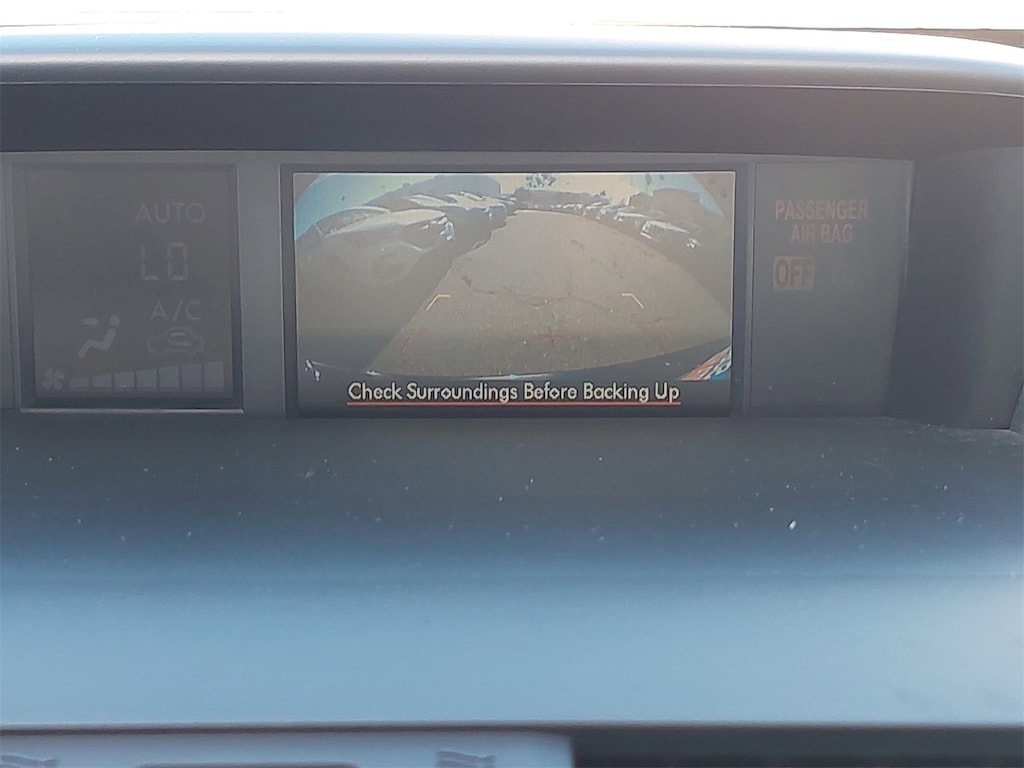 AUTO
LO
A/C
Check Surroundings Before Backing Up
PASSENGER
AIR BAG
OFF